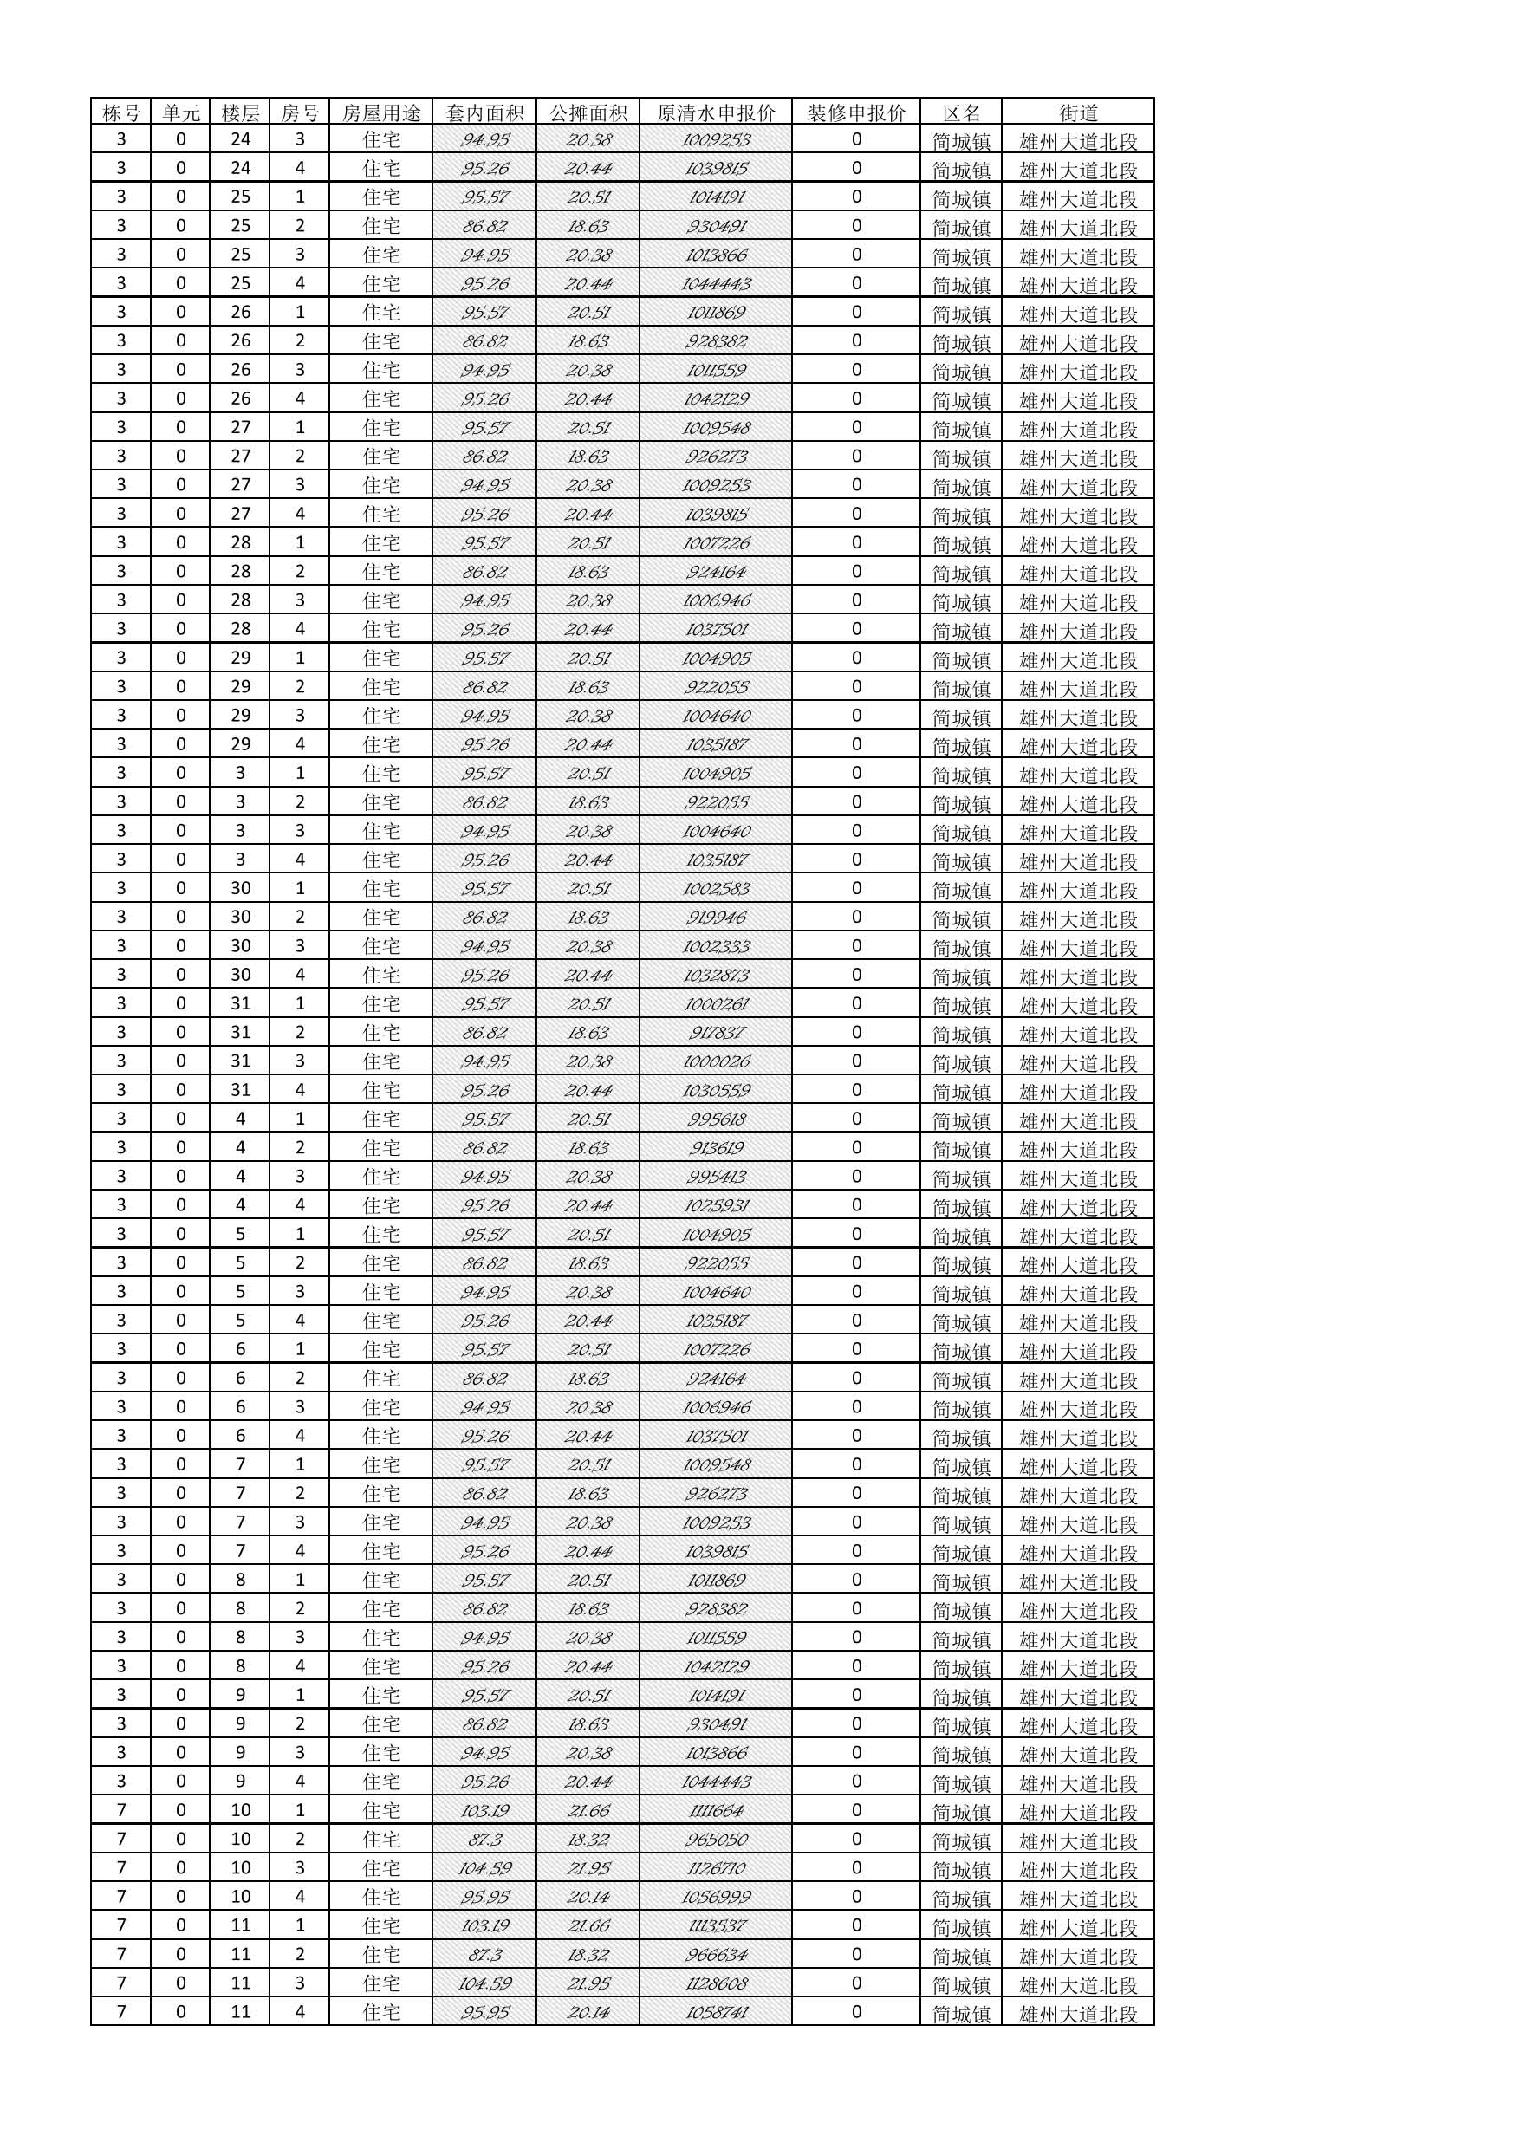 栋号 单元 楼层 房号 房屋用途 套内面积 公摊面积 原清水申报价 装修申报价 区名 街道
3 0 24 3 住宅 94.95 20.38 1009253 0 简城镇 雄州大道北段
3 0 24 4 住宅 95.26 20.44 1039815 0 简城镇 雄州大道北段
3 0 25 1 住宅 95.57 20.51 1014191 0 简城镇 雄州大道北段
3 0 25 2 住宅 86.82 18.63 930491 0 简城镇 雄州大道北段
3 0 25 3 住宅 94.95 20.38 1013866 0 简城镇 雄州大道北段
3 0 25 4 住宅 95.26 20.44 1044443 0 简城镇 雄州大道北段
3 0 26 1 住宅 95.57 20.51 1011869 0 简城镇 雄州大道北段
3 0 26 2 住宅 86.82 18.63 928382 0 简城镇 雄州大道北段
3 0 26 3 住宅 94.95 20.38 1011559 0 简城镇 雄州大道北段
3 0 26 4 住宅 95.26 20.44 1042129 0 简城镇 雄州大道北段
3 0 27 1 住宅 95.57 20.51 1009548 0 简城镇 雄州大道北段
3 0 27 2 住宅 86.82 18.63 926273 0 简城镇 雄州大道北段
3 0 27 3 住宅 94.95 20.38 1009253 0 简城镇 雄州大道北段
3 0 27 4 住宅 95.26 20.44 1039815 0 简城镇 雄州大道北段
3 0 28 1 住宅 95.57 20.51 1007226 0 简城镇 雄州大道北段
3 0 28 2 住宅 86.82 18.63 924164 0 简城镇 雄州大道北段
3 0 28 3 住宅 94.95 20.38 1006946 0 简城镇 雄州大道北段
3 0 28 4 住宅 95.26 20.44 1037501 0 简城镇 雄州大道北段
3 0 29 1 住宅 95.57 20.51 1004905 0 简城镇 雄州大道北段
3 0 29 2 住宅 86.82 18.63 922055 0 简城镇 雄州大道北段
3 0 29 3 住宅 94.95 20.38 1004640 0 简城镇 雄州大道北段
3 0 29 4 住宅 95.26 20.44 1035187 0 简城镇 雄州大道北段
3 0 3 1 住宅 95.57 20.51 1004905 0 简城镇 雄州大道北段
3 0 3 2 住宅 86.82 18.63 922055 0 简城镇 雄州大道北段
3 0 3 3 住宅 94.95 20.38 1004640 0 简城镇 雄州大道北段
3 0 3 4 住宅 95.26 20.44 1035187 0 简城镇 雄州大道北段
3 0 30 1 住宅 95.57 20.51 1002583 0 简城镇 雄州大道北段
3 0 30 2 住宅 86.82 18.63 919946 0 简城镇 雄州大道北段
3 0 30 3 住宅 94.95 20.38 1002333 0 简城镇 雄州大道北段
3 0 30 4 住宅 95.26 20.44 1032873 0 简城镇 雄州大道北段
3 0 31 1 住宅 95.57 20.51 1000261 0 简城镇 雄州大道北段
3 0 31 2 住宅 86.82 18.63 917837 0 简城镇 雄州大道北段
3 0 31 3 住宅 94.95 20.38 1000026 0 简城镇 雄州大道北段
3 0 31 4 住宅 95.26 20.44 1030559 0 简城镇 雄州大道北段
3 0 4 1 住宅 95.57 20.51 995618 0 简城镇 雄州大道北段
3 0 4 2 住宅 86.82 18.63 913619 0 简城镇 雄州大道北段
3 0 4 3 住宅 94.95 20.38 995413 0 简城镇 雄州大道北段
3 0 4 4 住宅 95.26 20.44 1025931 0 简城镇 雄州大道北段
3 0 5 1 住宅 95.57 20.51 1004905 0 简城镇 雄州大道北段
3 0 5 2 住宅 86.82 18.63 922055 0 简城镇 雄州大道北段
3 0 5 3 住宅 94.95 20.38 1004640 0 简城镇 雄州大道北段
3 0 5 4 住宅 95.26 20.44 1035187 0 简城镇 雄州大道北段
3 0 6 1 住宅 95.57 20.51 1007226 0 简城镇 雄州大道北段
3 0 6 2 住宅 86.82 18.63 924164 0 简城镇 雄州大道北段
3 0 6 3 住宅 94.95 20.38 1006946 0 简城镇 雄州大道北段
3 0 6 4 住宅 95.26 20.44 1037501 0 简城镇 雄州大道北段
3 0 7 1 住宅 95.57 20.51 1009548 0 简城镇 雄州大道北段
3 0 7 2 住宅 86.82 18.63 926273 0 简城镇 雄州大道北段
3 0 7 3 住宅 94.95 20.38 1009253 0 简城镇 雄州大道北段
3 0 7 4 住宅 95.26 20.44 1039815 0 简城镇 雄州大道北段
3 0 8 1 住宅 95.57 20.51 1011869 0 简城镇 雄州大道北段
3 0 8 2 住宅 86.82 18.63 928382 0 简城镇 雄州大道北段
3 0 8 3 住宅 94.95 20.38 1011559 0 简城镇 雄州大道北段
3 0 8 4 住宅 95.26 20.44 1042129 0 简城镇 雄州大道北段
3 0 9 1 住宅 95.57 20.51 1014191 0 简城镇 雄州大道北段
3 0 9 2 住宅 86.82 18.63 930491 0 简城镇 雄州大道北段
3 0 9 3 住宅 94.95 20.38 1013866 0 简城镇 雄州大道北段
3 0 9 4 住宅 95.26 20.44 1044443 0 简城镇 雄州大道北段
7 0 10 1 住宅 103.19 21.66 1111664 0 简城镇 雄州大道北段
7 0 10 2 住宅 87.3 18.32 965050 0 简城镇 雄州大道北段
7 0 10 3 住宅 104.59 21.95 1126710 0 简城镇 雄州大道北段
7 0 10 4 住宅 95.95 20.14 1056999 0 简城镇 雄州大道北段
7 0 11 1 住宅 103.19 21.66 1113537 0 简城镇 雄州大道北段
7 0 11 2 住宅 87.3 18.32 966634 0 简城镇 雄州大道北段
7 0 11 3 住宅 104.59 21.95 1128608 0 简城镇 雄州大道北段
7 0 11 4 住宅 95.95 20.14 1058741 0 简城镇 雄州大道北段